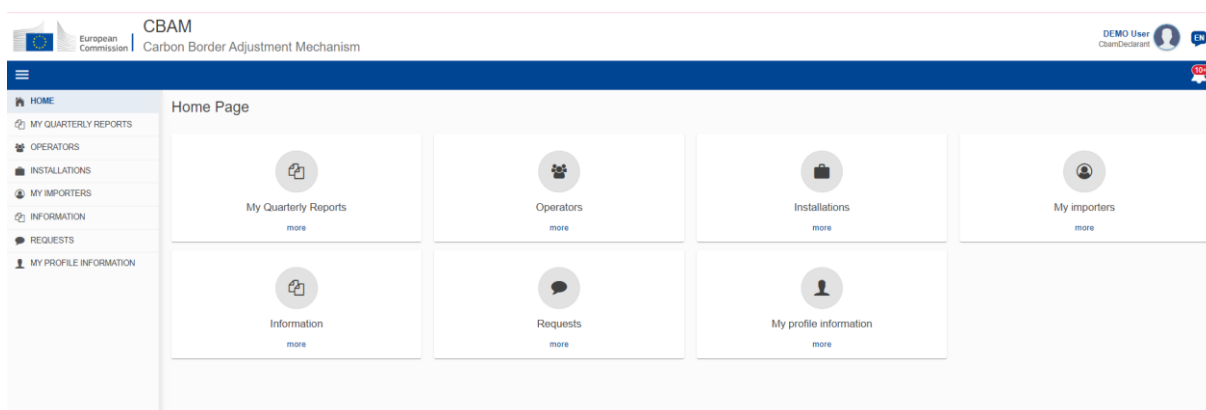 European
Commission
CBAM
Carbon Border Adjustment Mechanism
DEMO User
CbamDeclarant
EN
10+
HOME
MY QUARTERLY REPORTS
OPERATORS
INSTALLATIONS
MY IMPORTERS
INFORMATION
REQUESTS
MY PROFILE INFORMATION
Home Page
My Quarterly Reports
more
Operators
more
Installations
more
My importers
more
Information
more
Requests
more
My profile information
more